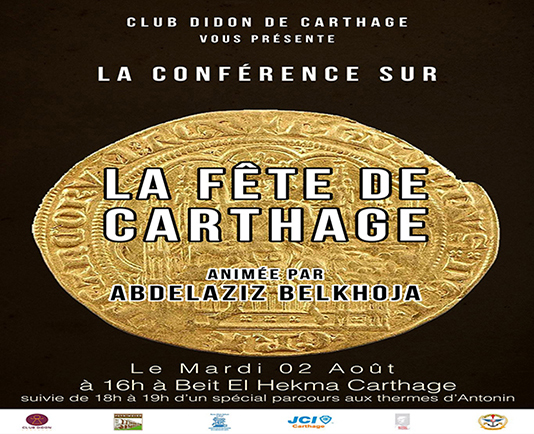 CLUB DIDON DE CARTHAGE
VOUS PRÉSENTE
LA CONFÉRENCE SUR
LA FÊTE DE
CARTHAGE
ANIMÉE PAR
ABDELAZIZ BELKHOJA
Le Mardi 02 Août
à 16h à Beit El Hekma Carthage
suivie de 18h à 19h d'un spécial parcours aux thermes d'Antonin
CLUB DIDON
JCI
Carthage